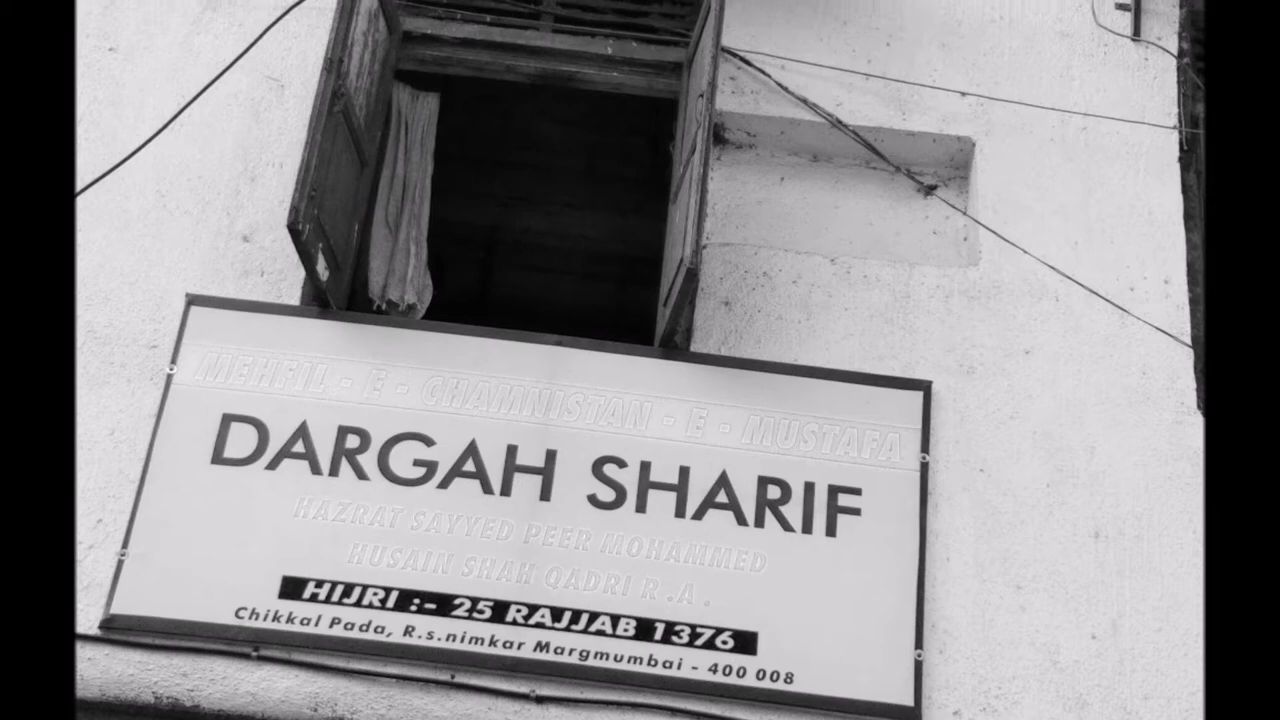 MEHFIL - E - CHAMNISTAN - E - MUSTAFA
DARGAH SHARIF
HAZRAT SAYYED PEER MOHAMMED
HUSAIN SHAH QADRI R.A.
HIJRI :- 25 RAJJAB 1376
Chikkal Pada, R.s.nimkar Margmumbai - 400 008